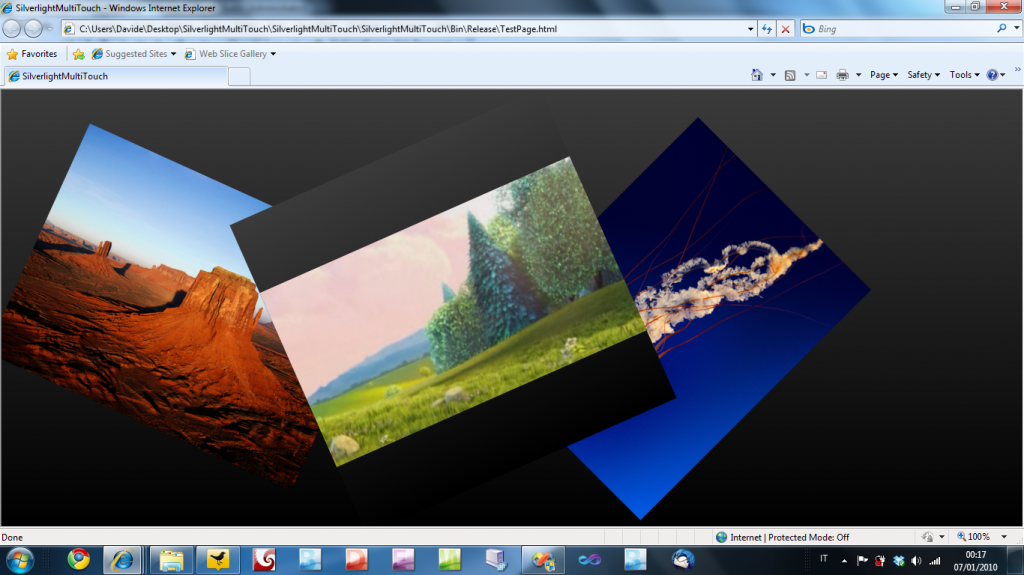 SilverlightMultiTouch - Windows Internet Explorer
C:\Users\Davide\Desktop\SilverlightMultiTouch\SilverlightMultiTouch\SilverlightMultiTouch\Bin\Release\TestPage.html
Bing
Favorites
Suggested Sites
Web Slice Gallery
SilverlightMultiTouch
Page
Safety
Tools
Done
Internet | Protected Mode: Off
100%
IT
00:17
07/01/2010